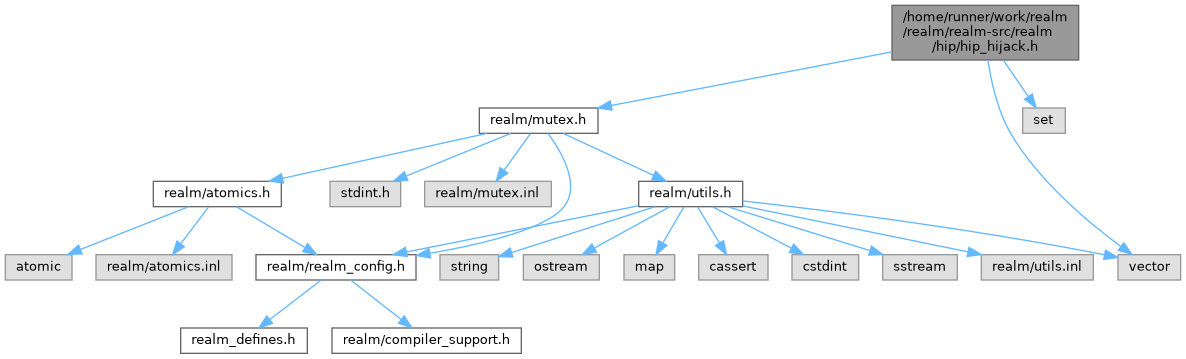 /home/runner/work/realm
/realm/realm-src/realm
/hip/hip_hijack.h
realm/mutex.h
set
realm/atomics.h
stdint.h
realm/mutex.inl
realm/utils.h
atomic
realm/atomics.inl
realm/realm_config.h
string
ostream
map
cassert
cstdint
sstream
realm/utils.inl
vector
realm_defines.h
realm/compiler_support.h